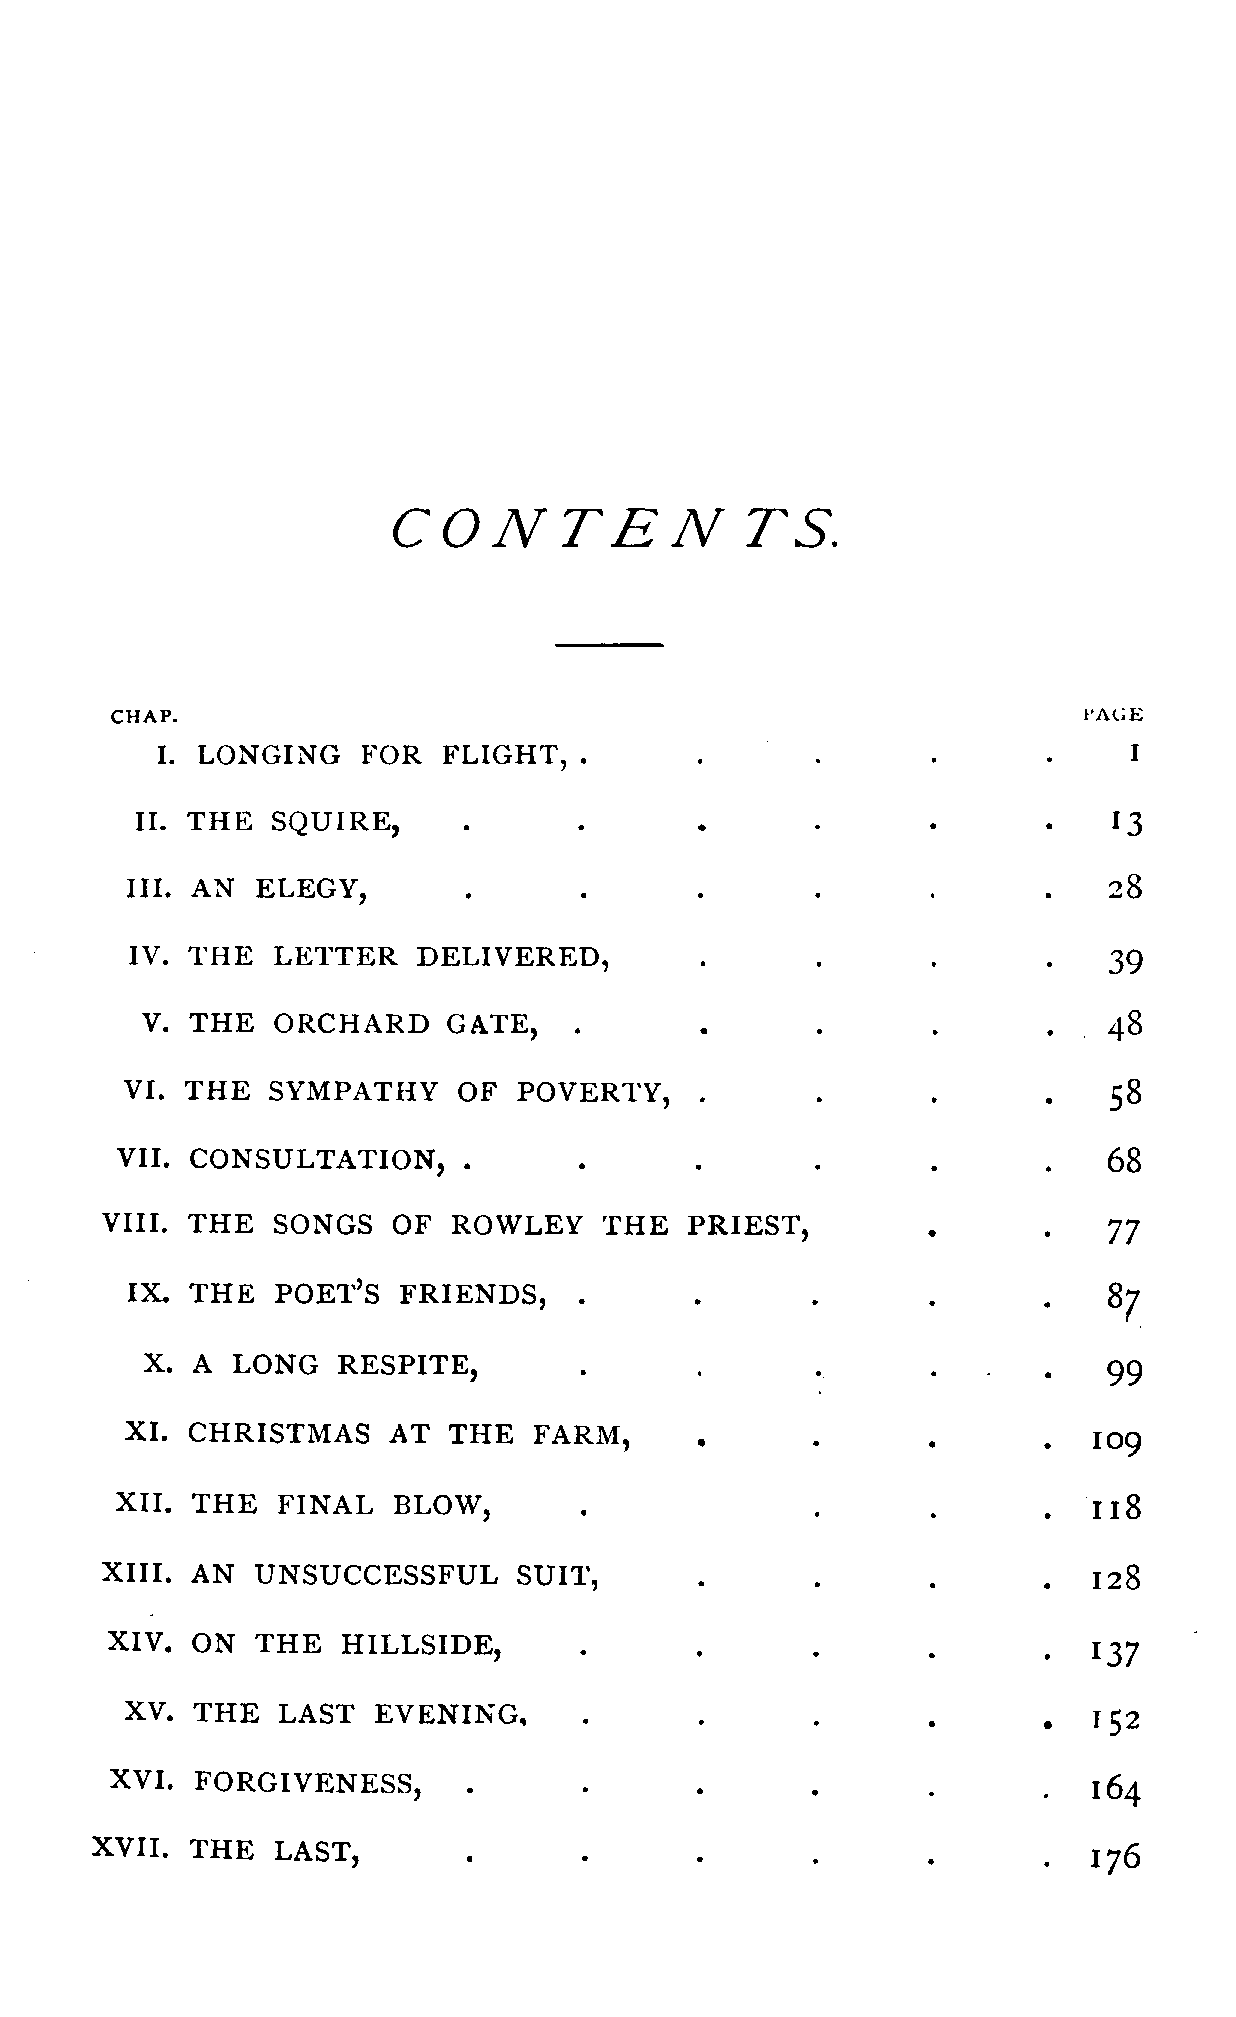 CONTENTS.
CHAP. PAGE
I. LONGING FOR FLIGHT, . . . . . 1
II. THE SQUIRE, . . . . . . 13
III. AN ELEGY, . . . . . . 28
IV. THE LETTER DELIVERED, . . . . 39
V. THE ORCHARD GATE, . . . . . 48
VI. THE SYMPATHY OF POVERTY, . . . . 58
VII. CONSULTATION, . . . . . . 68
VIII. THE SONGS OF ROWLEY THE PRIEST, . . 77
IX. THE POET'S FRIENDS, . . . . . 87
X. A LONG RESPITE, . . . . . 99
XI. CHRISTMAS AT THE FARM, . . . . 109
XII. THE FINAL BLOW, . . . . 118
XIII. AN UNSUCCESSFUL SUIT, . . . . 128
XIV. ON THE HILLSIDE, . . . . . 137
XV. THE LAST EVENING, . . . . . 152
XVI. FORGIVENESS, . . . . . . 164
XVII. THE LAST, . . . . . . 176